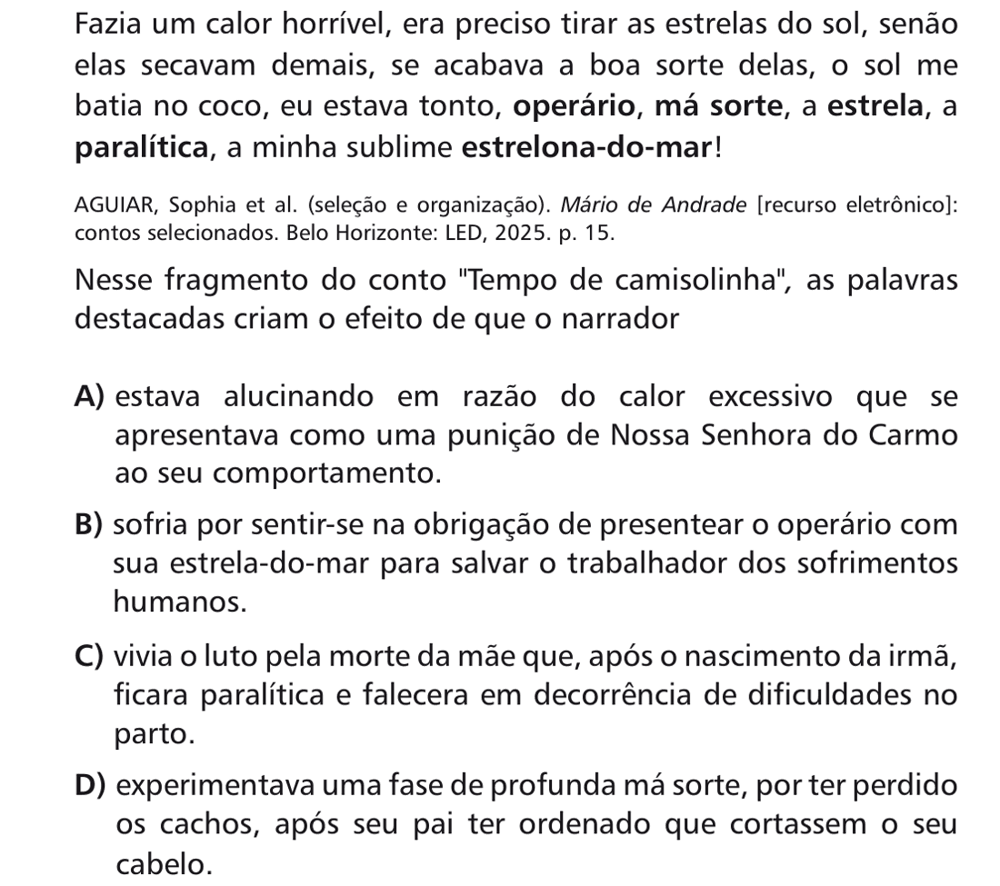 Fazia um calor horrível, era preciso tirar as estrelas do sol, senão
elas secavam demais, se acabava a boa sorte delas, o sol me
batia no coco, eu estava tonto, operário, má sorte, a estrela, a
paralítica, a minha sublime estrelona-do-mar!
AGUIAR, Sophia et al. (seleção e organização). Mário de Andrade [recurso eletrônico]:
contos selecionados. Belo Horizonte: LED, 2025. p. 15.
Nesse fragmento do conto "Tempo de camisolinha", as palavras
destacadas criam o efeito de que o narrador
A) estava alucinando em razão do calor excessivo que se
apresentava como uma punição de Nossa Senhora do Carmo
ao seu comportamento.
B) sofria por sentir-se na obrigação de presentear o operário com
sua estrela-do-mar para salvar o trabalhador dos sofrimentos
humanos.
C) vivia o luto pela morte da mãe que, após o nascimento da irmã,
ficara paralítica e falecera em decorrência de dificuldades no
parto.
D) experimentava uma fase de profunda má sorte, por ter perdido
os cachos, após seu pai ter ordenado que cortassem o seu
cabelo.